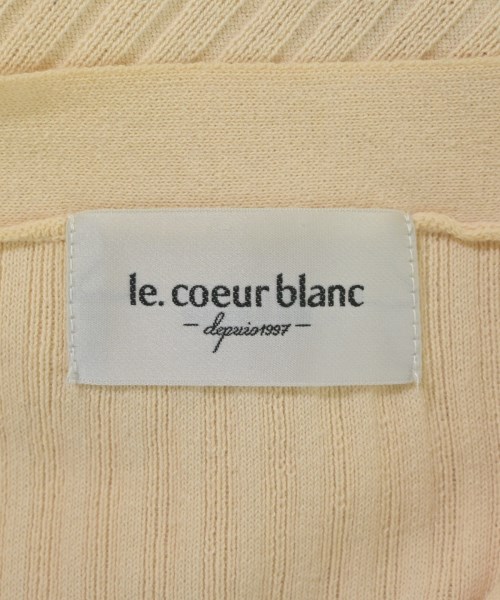 le. coeur blanc
— depuis1997 —